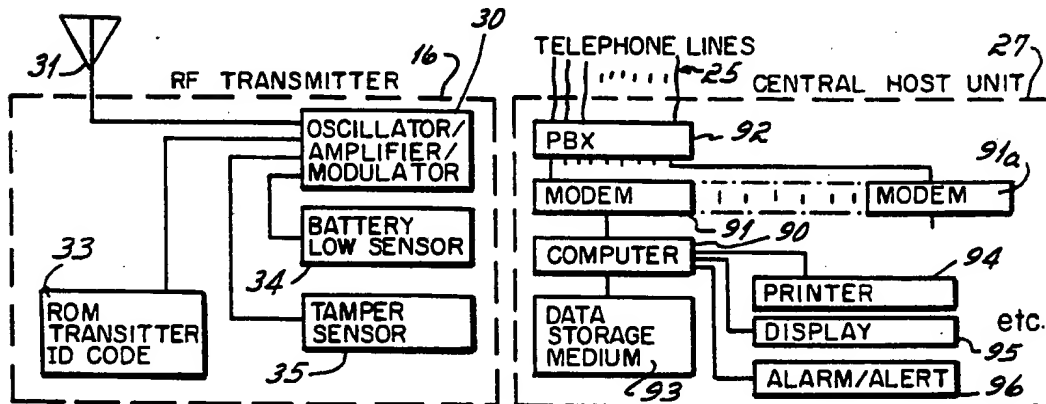 31
RF TRANSMITTER
16
30
OSCILLATOR/
AMPLIFIER/
MODULATOR
BATTERY
LOW SENSOR
34
33
ROM
TRANSITTER
ID CODE
TAMPER
SENSOR
35
TELEPHONE LINES
25
27
CENTRAL HOST UNIT
PBX
92
91a
MODEM
91
MODEM
90
COMPUTER
94
PRINTER
DATA
STORAGE
MEDIUM
93
DISPLAY
95
etc.
ALARM/ALERT
96